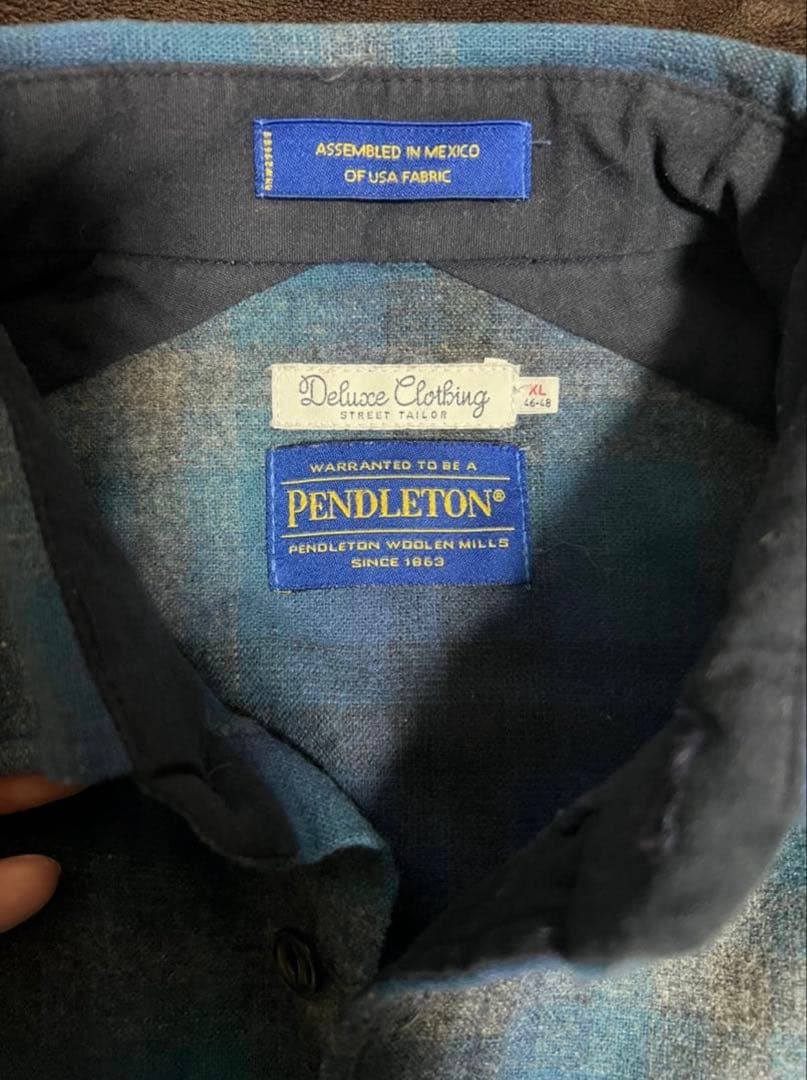 ASSEMBLED IN MEXICO
OF USA FABRIC
Deluxe Clothing
STREET TAILOR
XL
46-48
WARRANTED TO BE A
PENDLETON®
PENDLETON WOOLEN MILLS
SINCE 1863